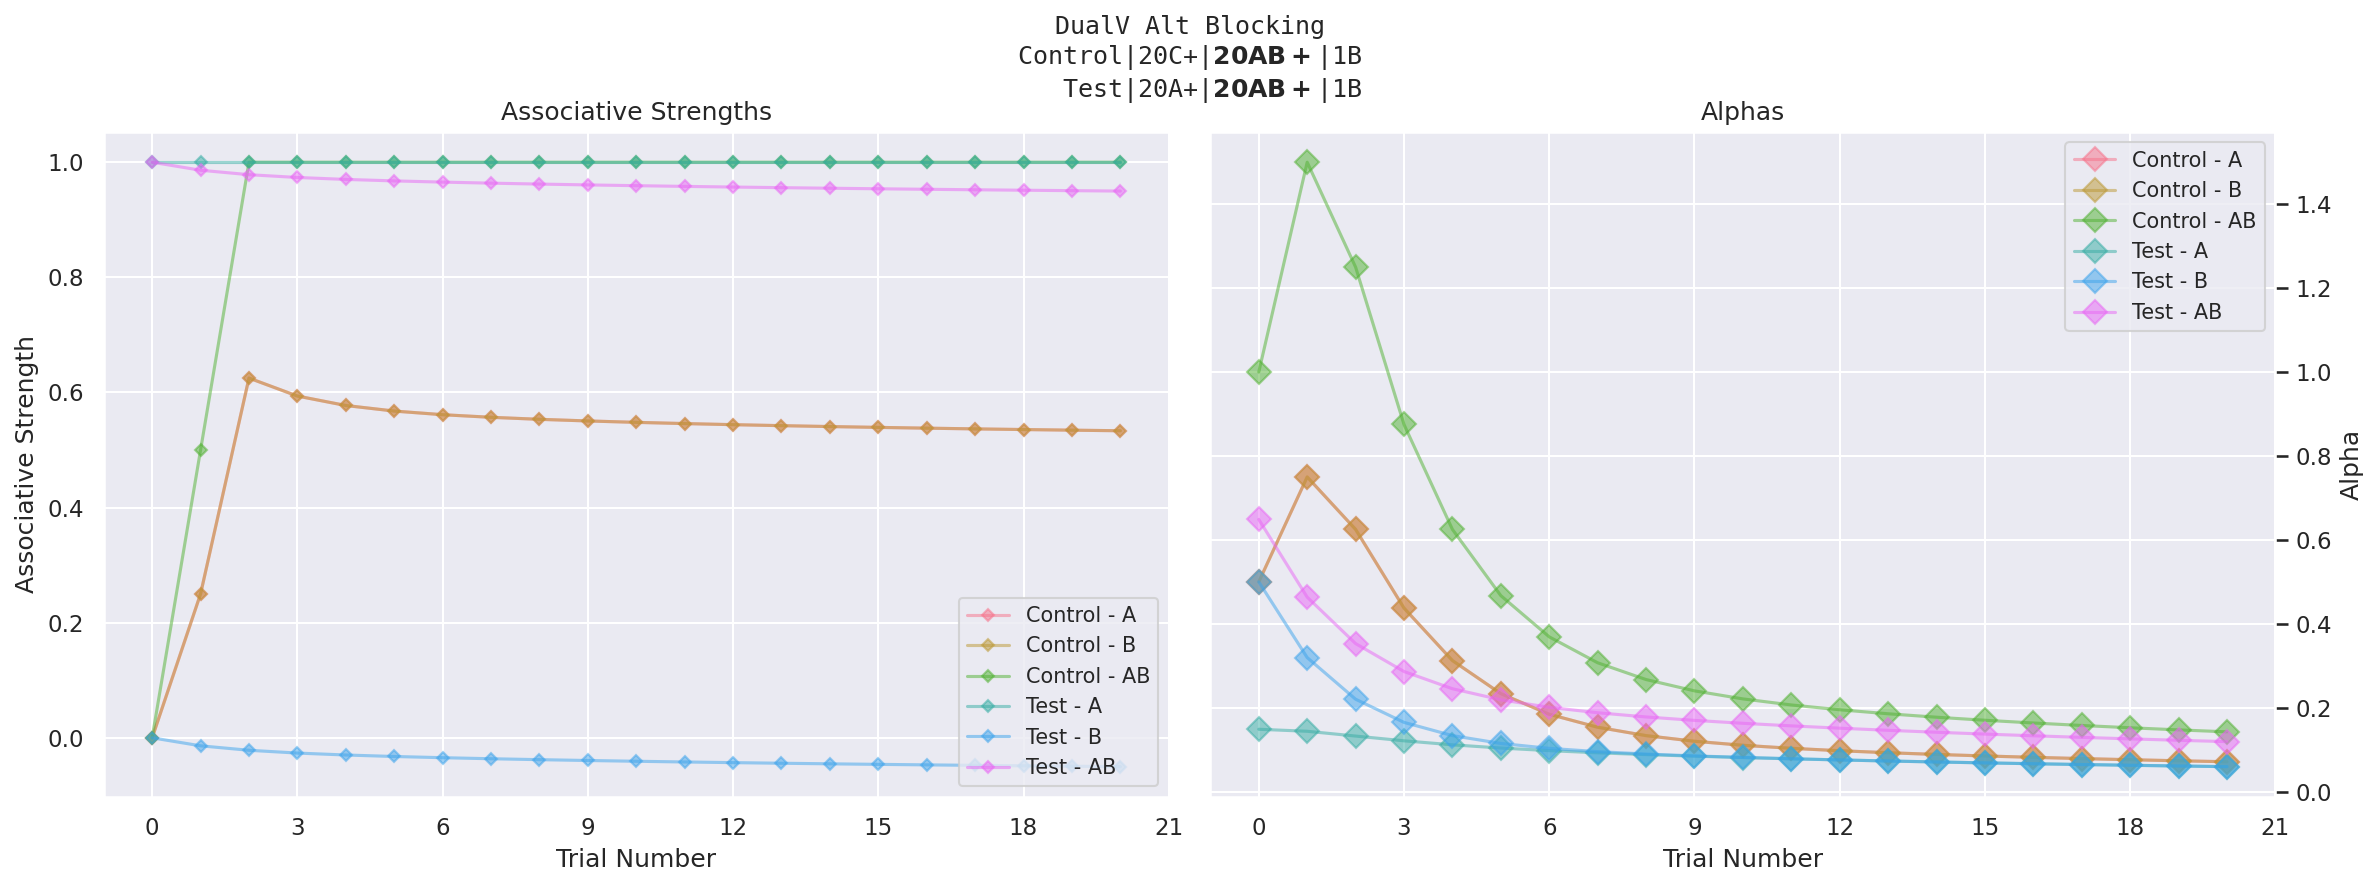 DualV Alt Blocking
Control|20C+|20AB+|1B
Test|20A+|20AB+|1B
Associative Strengths
Associative Strength
1.0
0.8
0.6
0.4
0.2
0.0
Control - A
Control - B
Control - AB
Test - A
Test - B
Test - AB
0 3 6 9 12 15 18 21
Trial Number
Alphas
Control - A
Control - B
Control - AB
Test - A
Test - B
Test - AB
1.4
1.2
1.0
0.8
0.6
0.4
0.2
0.0
Alpha
0 3 6 9 12 15 18 21
Trial Number